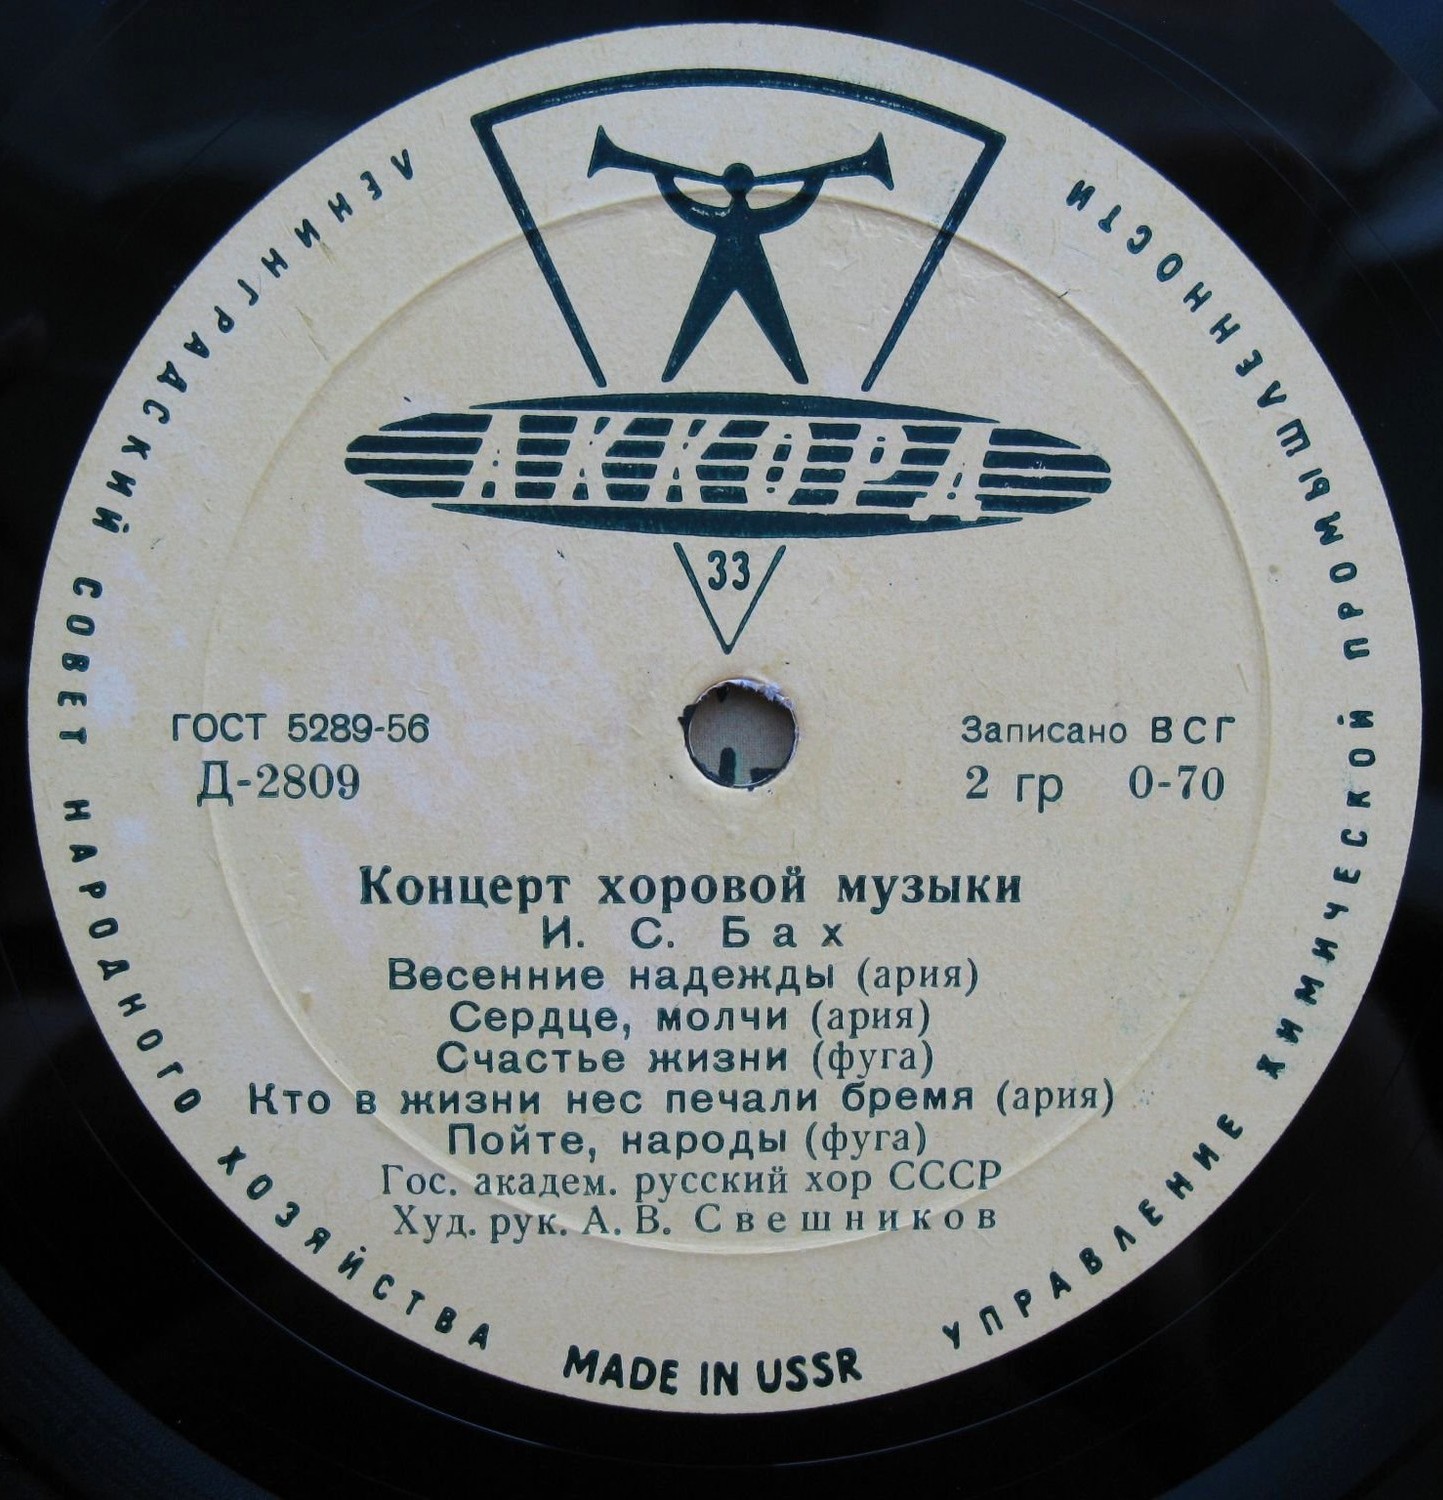 ЛЕНИНГРАДСКИЙ СОВЕТ НАРОДНОГО ХОЗЯЙСТВА
УПРАВЛЕНИЕ ХИМИЧЕСКОЙ ПРОМЫШЛЕННОСТИ
АККОРД
33
ГОСТ 5289-56
Д-2809
Записано ВСГ
2 гр 0-70
Концерт хоровой музыки
И. С. Бах
Весенние надежды (ария)
Сердце, молчи (ария)
Счастье жизни (фуга)
Кто в жизни нес печали бремя (ария)
Пойте, народы (фуга)
Гос. академ. русский хор СССР
Худ. рук. А. В. Свешников
MADE IN USSR